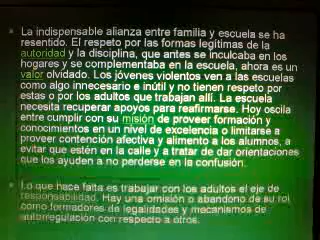 La indispensable alianza entre familia y escuela se ha
resentido. El respeto por las formas legítimas de la
autoridad y la disciplina, que antes se inculcaba en los
hogares y se complementaba en la escuela, ahora es un
valor olvidado. Los jóvenes violentos ven a las escuelas
como algo innecesario e inútil y no tienen respeto por
estas o por los adultos que trabajan allí. La escuela
necesita recuperar apoyos para reafirmarse. Hoy oscila
entre cumplir con su misión de proveer formación y
conocimientos en un nivel de excelencia o limitarse a
proveer contención afectiva y alimento a los alumnos, a
evitar que estén en la calle y a tratar de dar orientaciones
que los ayuden a no perderse en la confusión.
Lo que hace falta es trabajar con los adultos el eje de
responsabilidad. Hay una omisión o abandono de su rol
como formadores de legalidades y mecanismos de
autorregulación con respecto a otros.